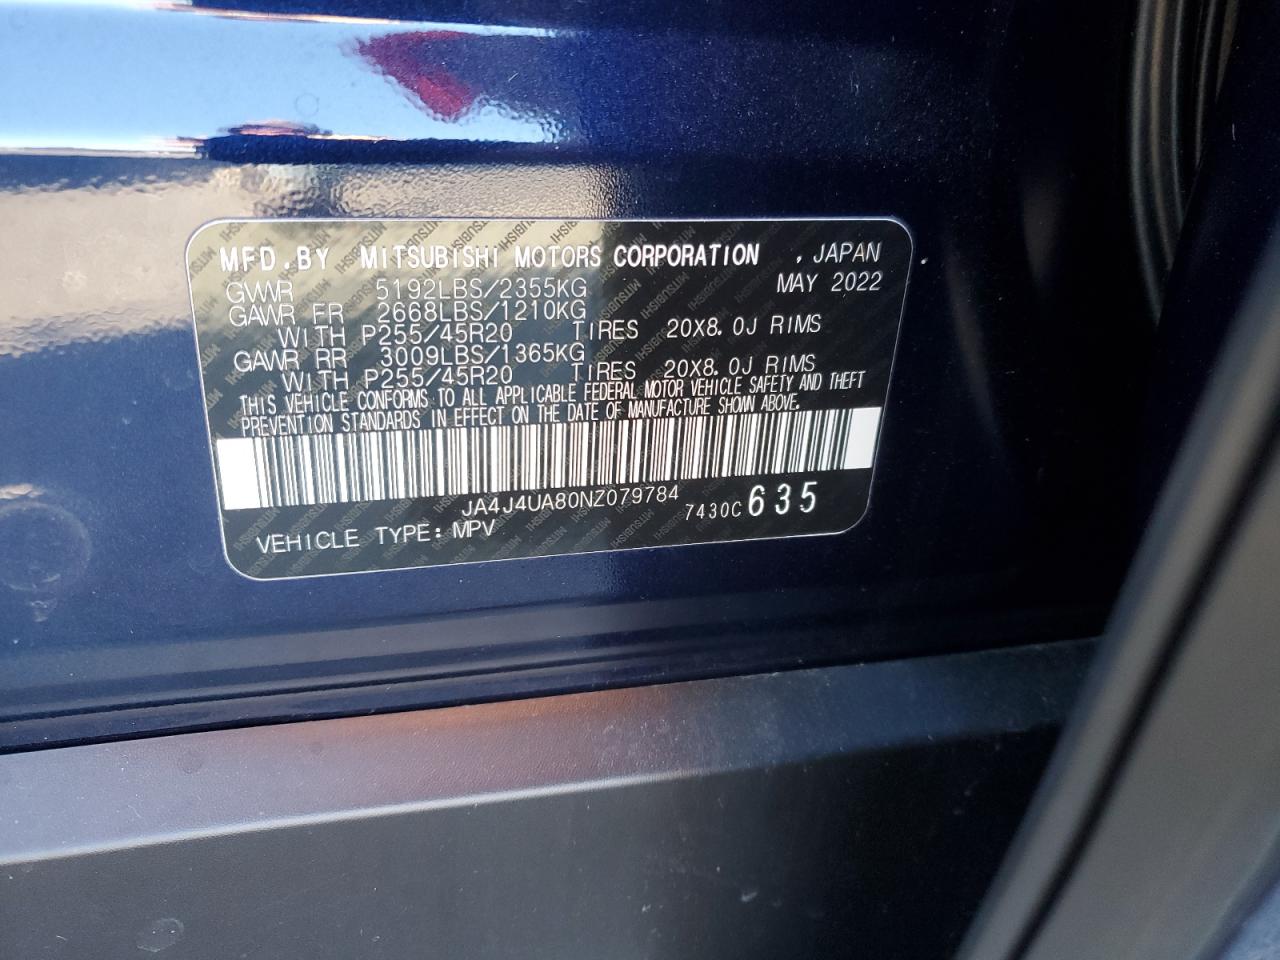 MFD.BY MITSUBISHI MOTORS CORPORATION , JAPAN
GVWR 5192LBS/2355KG MAY 2022
GAWR FR 2668LBS/1210KG
WITH P255/45R20 TIRES 20X8.0J RIMS
GAWR RR 3009LBS/1365KG
WITH P255/45R20 TIRES 20X8.0J RIMS
THIS VEHICLE CONFORMS TO ALL APPLICABLE FEDERAL MOTOR VEHICLE SAFETY AND THEFT
PREVENTION STANDARDS IN EFFECT ON THE DATE OF MANUFACTURE SHOWN ABOVE.
JA4J4UA80NZ079784 7430C 635
VEHICLE TYPE: MPV